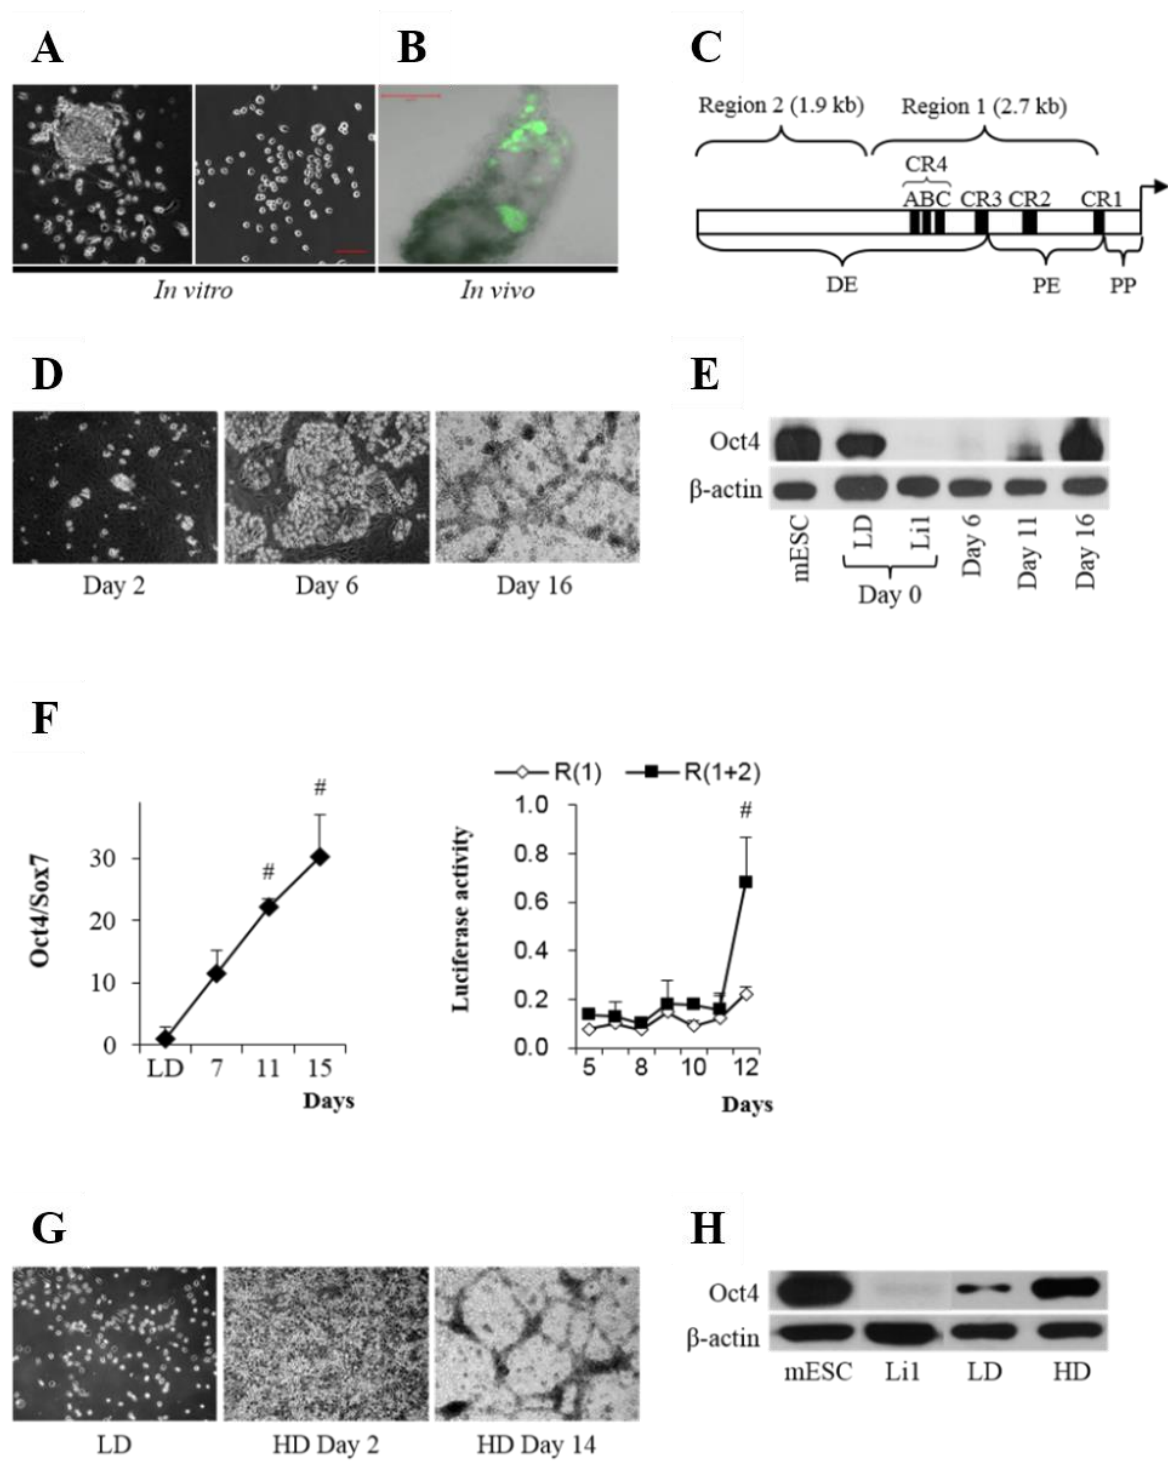 A
B
C
In vitro
In vivo
Region 2 (1.9 kb)
Region 1 (2.7 kb)
CR4
ABC
CR3
CR2
CR1
DE
PE
PP
D
E
Day 2
Day 6
Day 16
Oct4
β-actin
mESC
LD
Li1
Day 6
Day 11
Day 16
Day 0
F
Oct4/Sox7
30
20
10
0
#
#
LD
7
11
15
Days
R(1)
R(1+2)
Luciferase activity
1.0
0.8
0.6
0.4
0.2
0.0
#
5
8
10
12
Days
G
H
LD
HD Day 2
HD Day 14
Oct4
β-actin
mESC
Li1
LD
HD